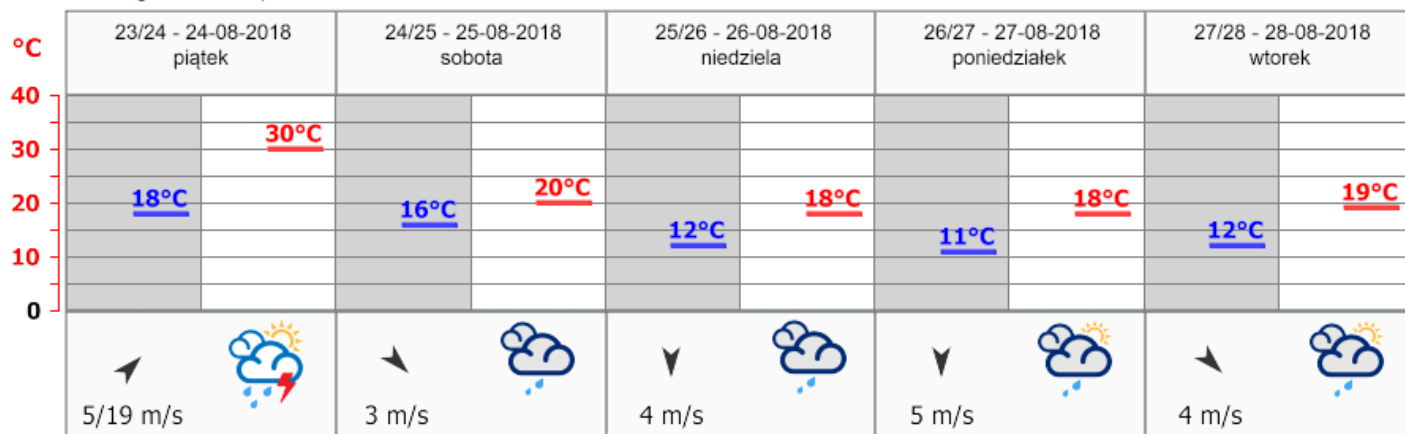 23/24 - 24-08-2018
piątek
24/25 - 25-08-2018
sobota
25/26 - 26-08-2018
niedziela
26/27 - 27-08-2018
poniedziałek
27/28 - 28-08-2018
wtorek
°C
40
30
20
10
0
18°C
30°C
16°C
20°C
12°C
18°C
11°C
18°C
12°C
19°C
5/19 m/s
3 m/s
4 m/s
5 m/s
4 m/s